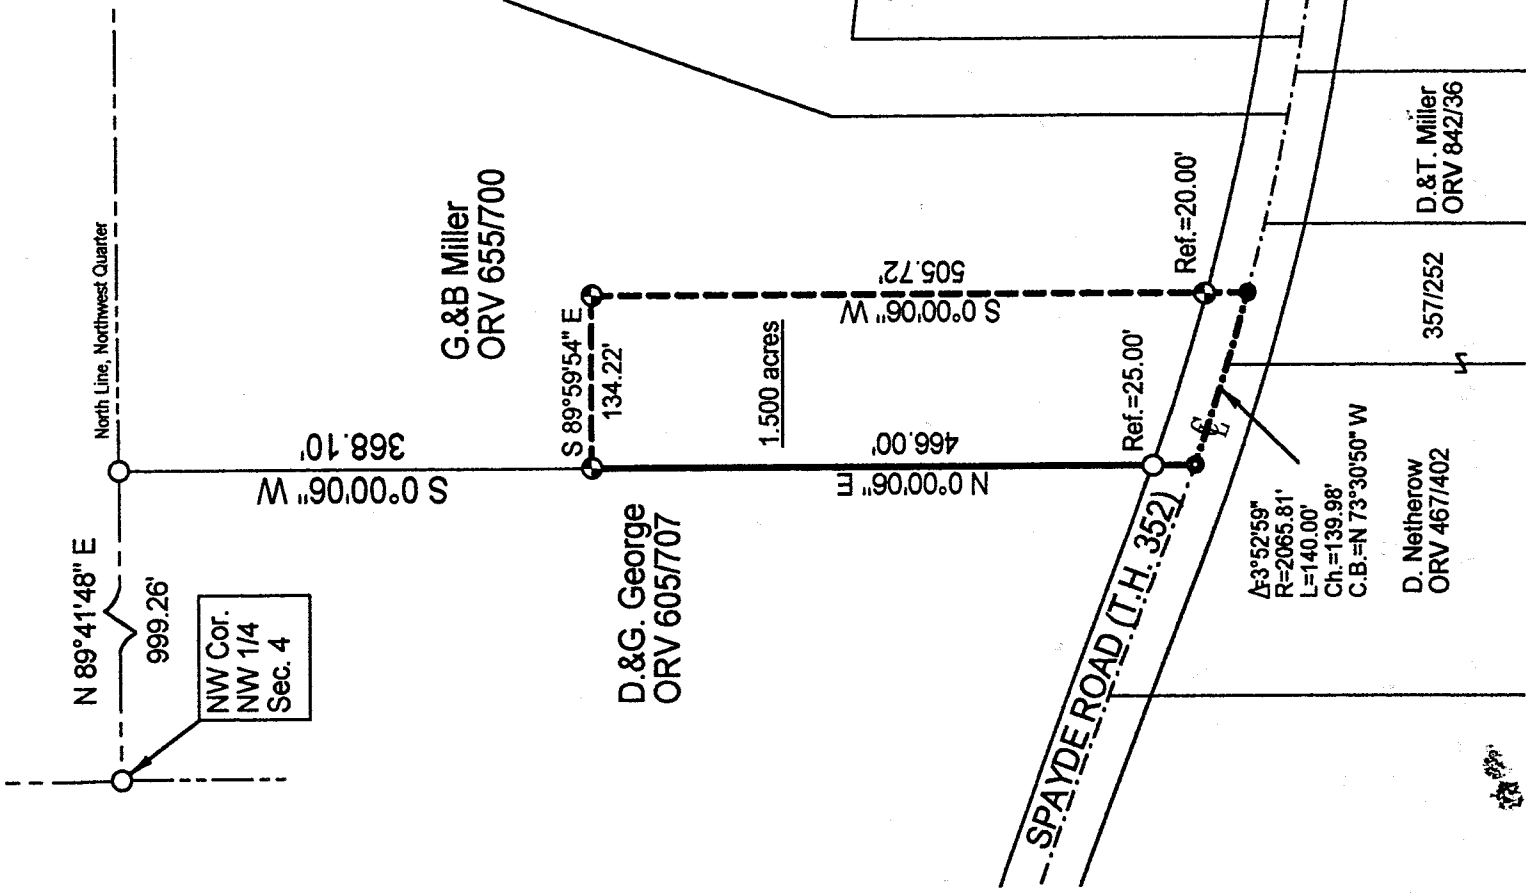 North Line, Northwest Quarter
N 89°41'48" E
999.26'
NW Cor.
NW 1/4
Sec. 4
368.10'
S 0°00'06" W
G.&B Miller
ORV 655/700
S 89°59'54" E
134.22'
505.72'
S 0°00'06" W
1.500 acres
466.00'
N 0°00'06" E
D.&G. George
ORV 605/707
Ref.=20.00'
Ref.=25.00'
SPAYDE ROAD (T.H. 352)
CL
Δ=3°52'59"
R=2065.81'
L=140.00'
Ch.=139.98'
C.B.=N 73°30'50" W
D. Netherow
ORV 467/402
357/252
D.&T. Miller
ORV 842/36